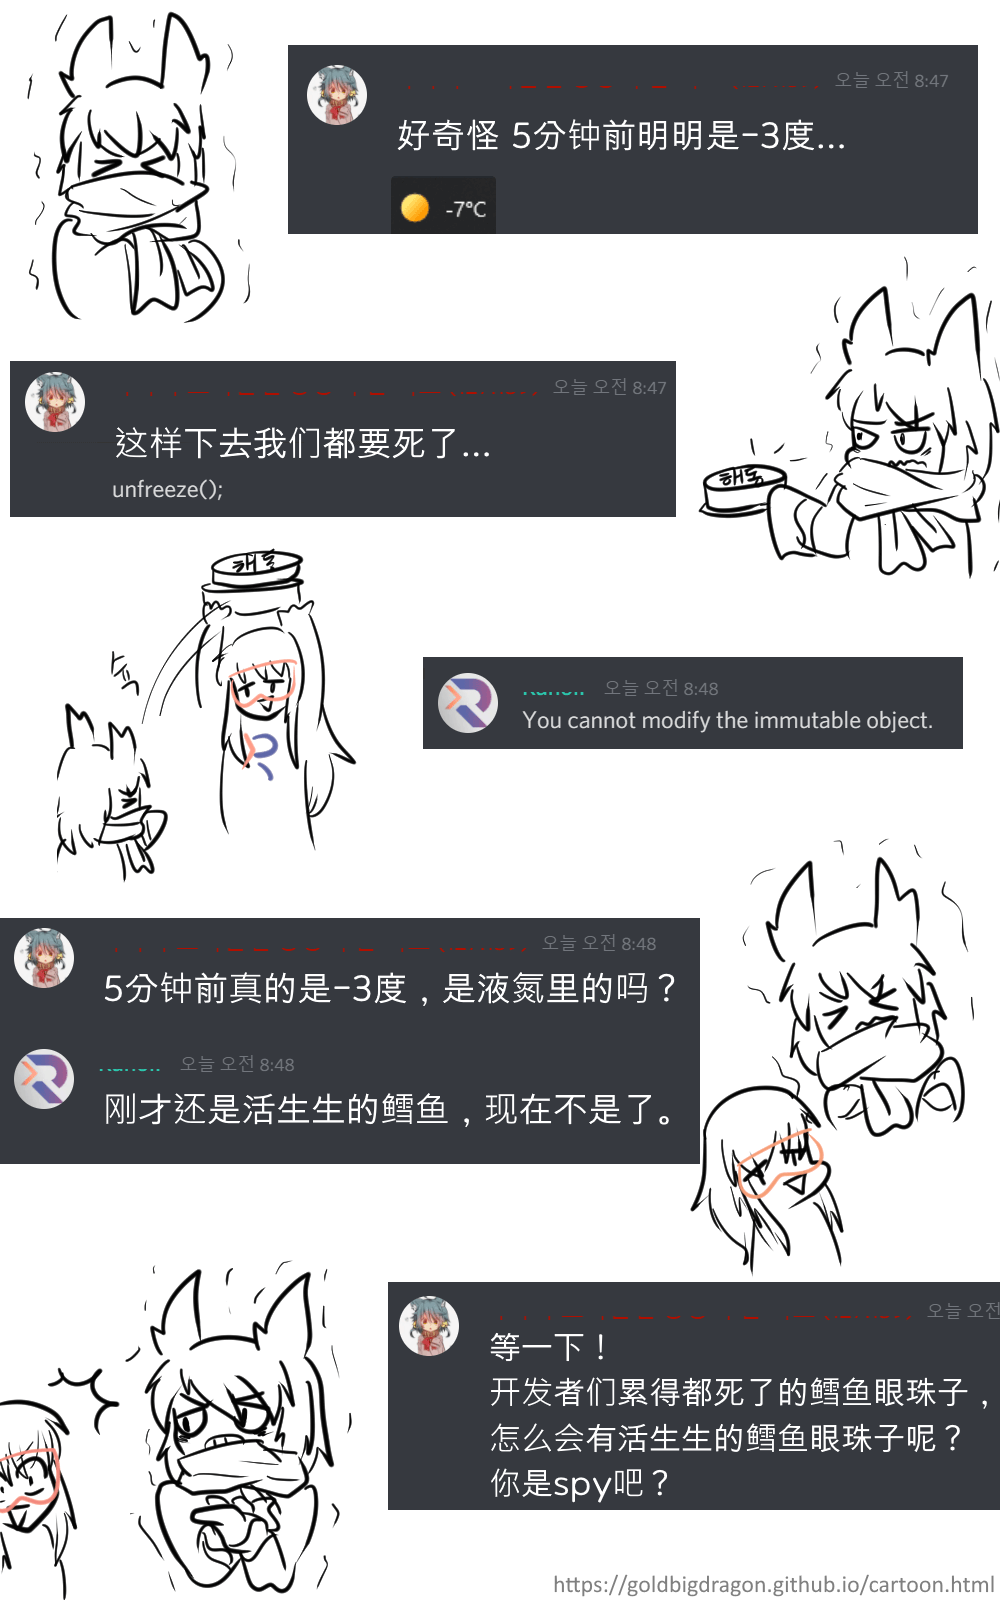 오늘 오전 8:47
好奇怪 5分钟前明明是-3度...
-7℃
오늘 오전 8:47
这样下去我们都要死了...
unfreeze();
해동
해동
오늘 오전 8:48
You cannot modify the immutable object.
오늘 오전 8:48
5分钟前真的是-3度，是液氮里的吗？
오늘 오전 8:48
刚才还是活生生的鳕鱼，现在不是了。
오늘 오전
等一下！
开发者们累得都死了的鳕鱼眼珠子，
怎么会有活生生的鳕鱼眼珠子呢？
你是spy吧？
https://goldbigdragon.github.io/cartoon.html